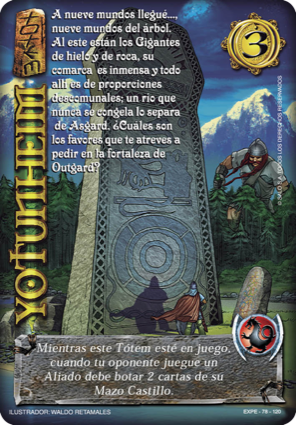 A nueve mundos llegué...,
nueve mundos del árbol.
Al este están los Gigantes
de hielo y de roca, su
comarca es inmensa y todo
allí es de proporciones
descomunales; un río que
nunca se congela lo separa
de Asgard. ¿Cuáles son
los favores que te atreves a
pedir en la fortaleza de
Outgard?
3
YOTUNHEIM
Mientras este Tótem esté en juego,
cuando tu oponente juegue un
Aliado debe botar 2 cartas de su
Mazo Castillo.
ILUSTRADOR: WALDO RETAMALES
EXPE - 78 - 120